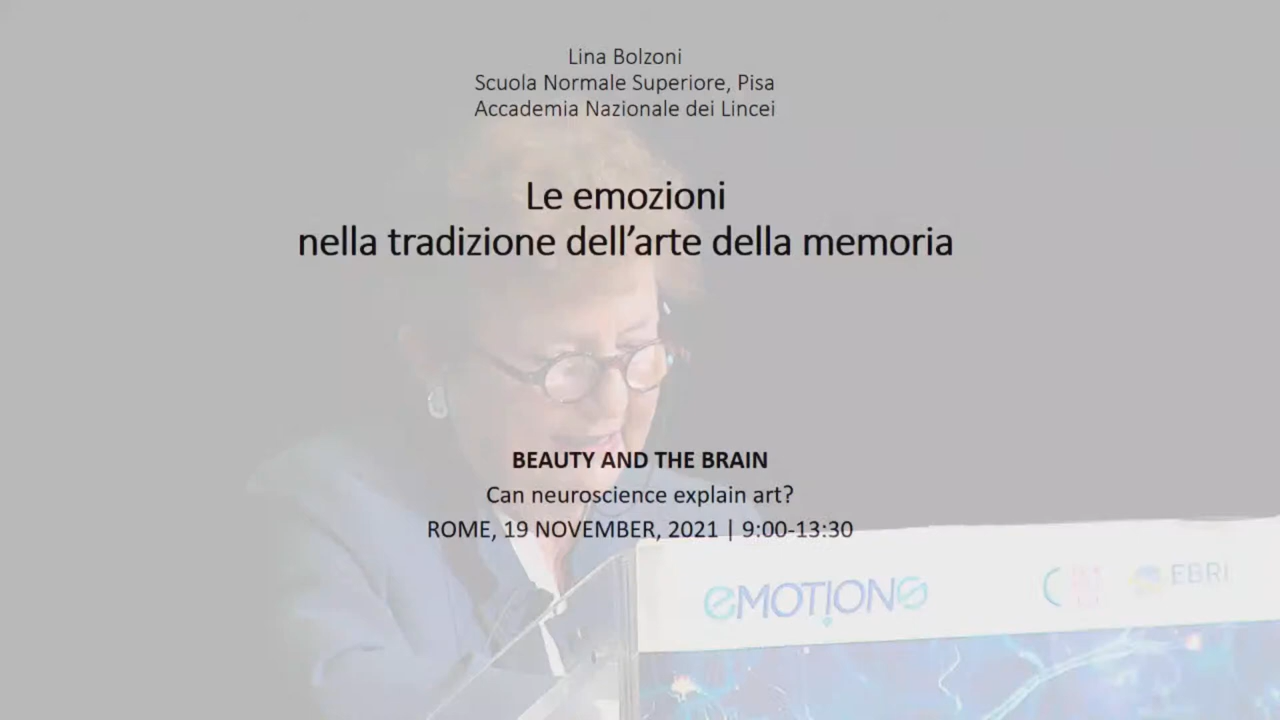 Lina Bolzoni
Scuola Normale Superiore, Pisa
Accademia Nazionale dei Lincei
Le emozioni
nella tradizione dell’arte della memoria
BEAUTY AND THE BRAIN
Can neuroscience explain art?
ROME, 19 NOVEMBER, 2021 | 9:00-13:30
eMOTIONS
EBRI